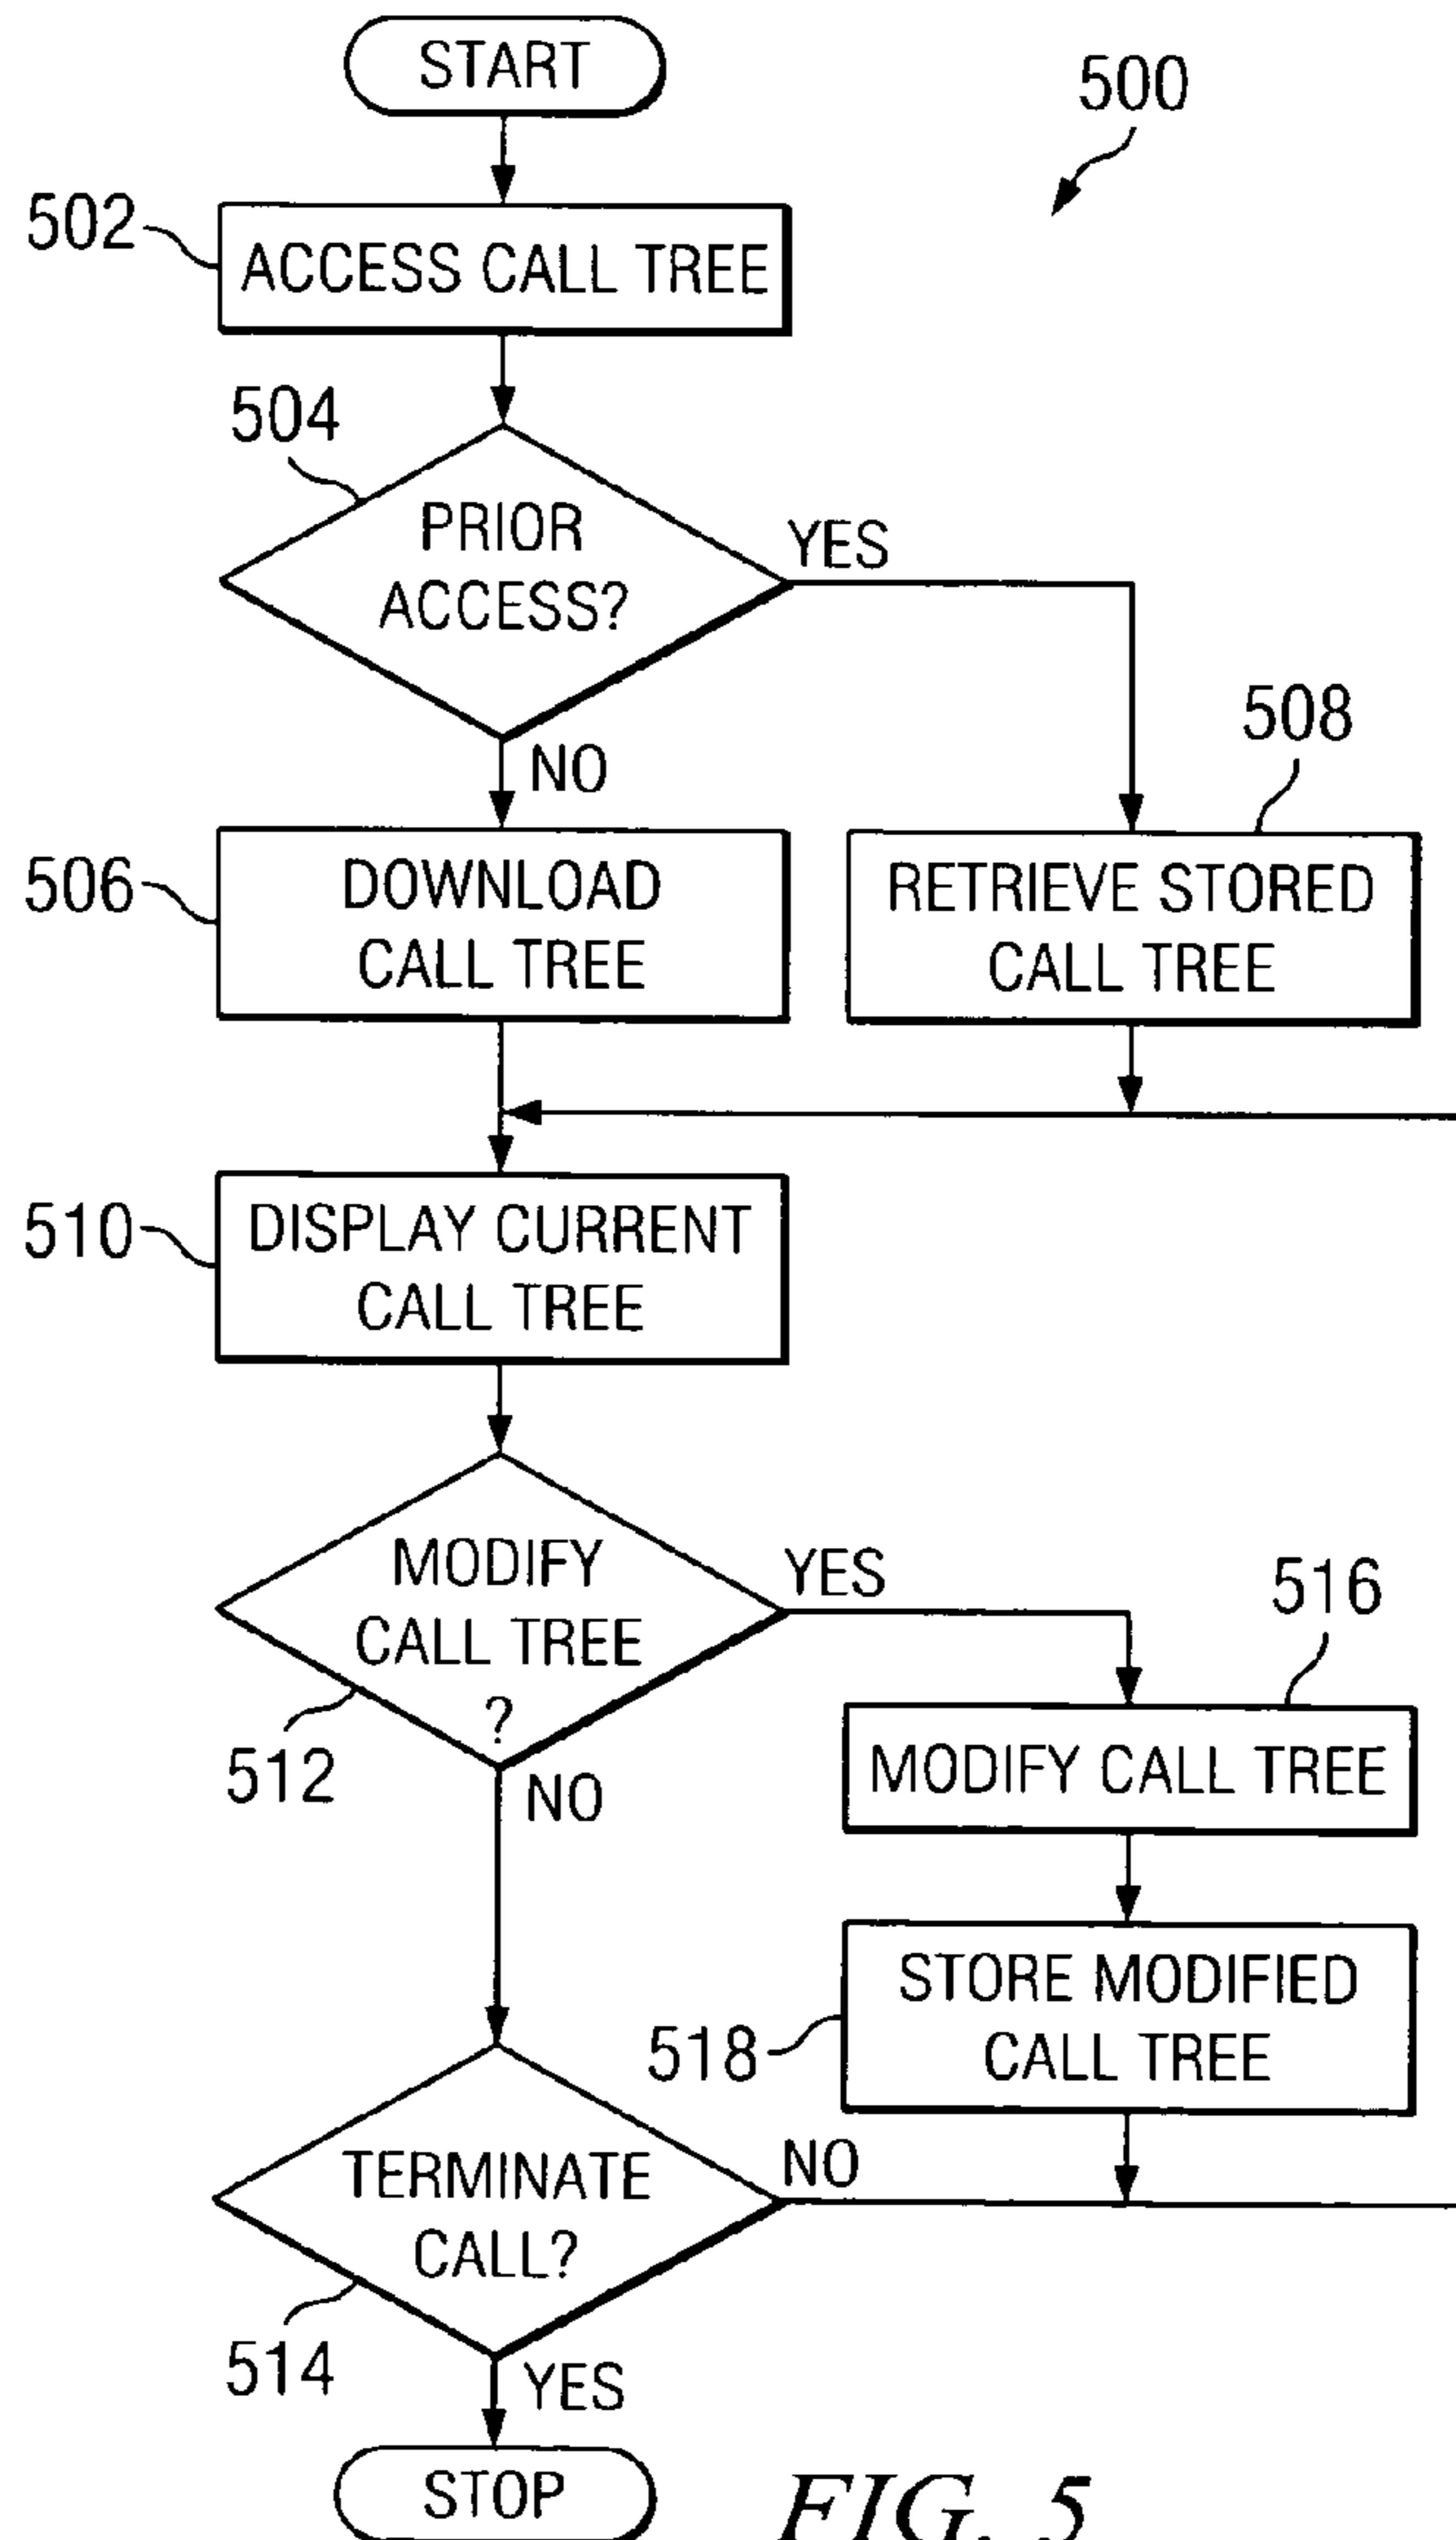 START
500
502
ACCESS CALL TREE
504
PRIOR
ACCESS?
YES
NO
508
506
DOWNLOAD
CALL TREE
RETRIEVE STORED
CALL TREE
510
DISPLAY CURRENT
CALL TREE
MODIFY
CALL TREE
?
YES
512
NO
516
MODIFY CALL TREE
518
STORE MODIFIED
CALL TREE
TERMINATE
CALL?
NO
514
YES
STOP
FIG. 5